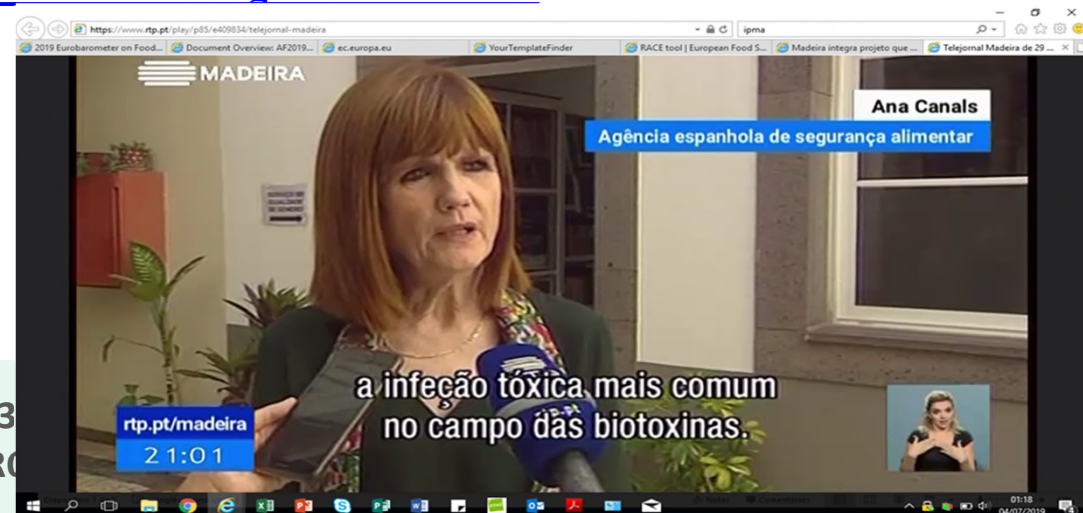 https://www.rtp.pt/play/p85/e409834/telejornal-madeira
ipma
2019 Eurobarometer on Food...
Document Overview: AF2019...
ec.europa.eu
YourTemplateFinder
RACE tool | European Food S...
Madeira integra projeto que ...
Telejornal Madeira de 29 ...
MADEIRA
Ana Canals
Agência espanhola de segurança alimentar
a infeção tóxica mais comum
no campo das biotoxinas.
rtp.pt/madeira
21:01
01:18
04/07/2019